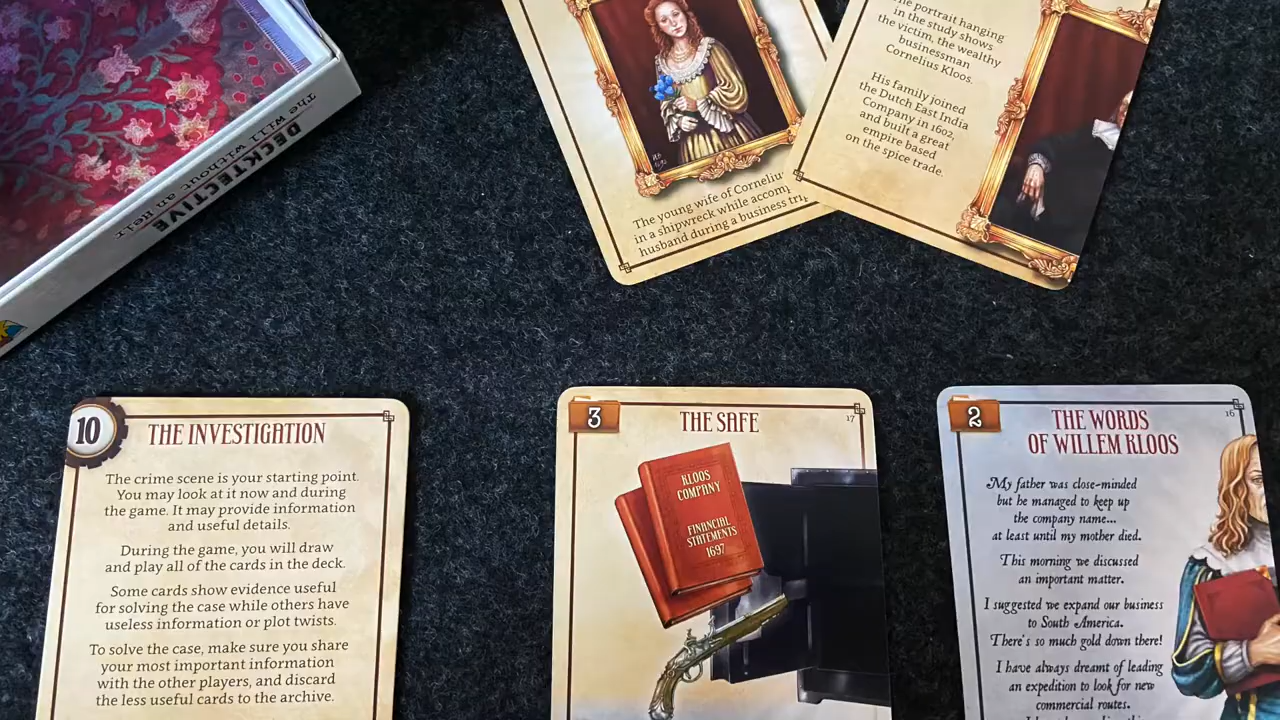 DECKTECTIVE
The Will without an Heir
The young wife of Cornelius
in a shipwreck while accom
husband during a business tri
The portrait hanging
in the study shows
the victim, the wealthy
businessman
Cornelius Kloos.
His family joined
the Dutch East India
Company in 1602,
and built a great
empire based
on the spice trade.
10
THE INVESTIGATION
The crime scene is your starting point.
You may look at it now and during
the game. It may provide information
and useful details.
During the game, you will draw
and play all of the cards in the deck.
Some cards show evidence useful
for solving the case while others have
useless information or plot twists.
To solve the case, make sure you share
your most important information
with the other players, and discard
the less useful cards to the archive.
3
THE SAFE
17
KLOOS
COMPANY
FINANCIAL
STATEMENTS
1697
2
THE WORDS
OF WILLEM KLOOS
16
My father was close-minded
but he managed to keep up
the company name...
at least until my mother died.
This morning we discussed
an important matter.
I suggested we expand our business
to South America.
There's so much gold down there!
I have always dreamt of leading
an expedition to look for new
commercial routes.